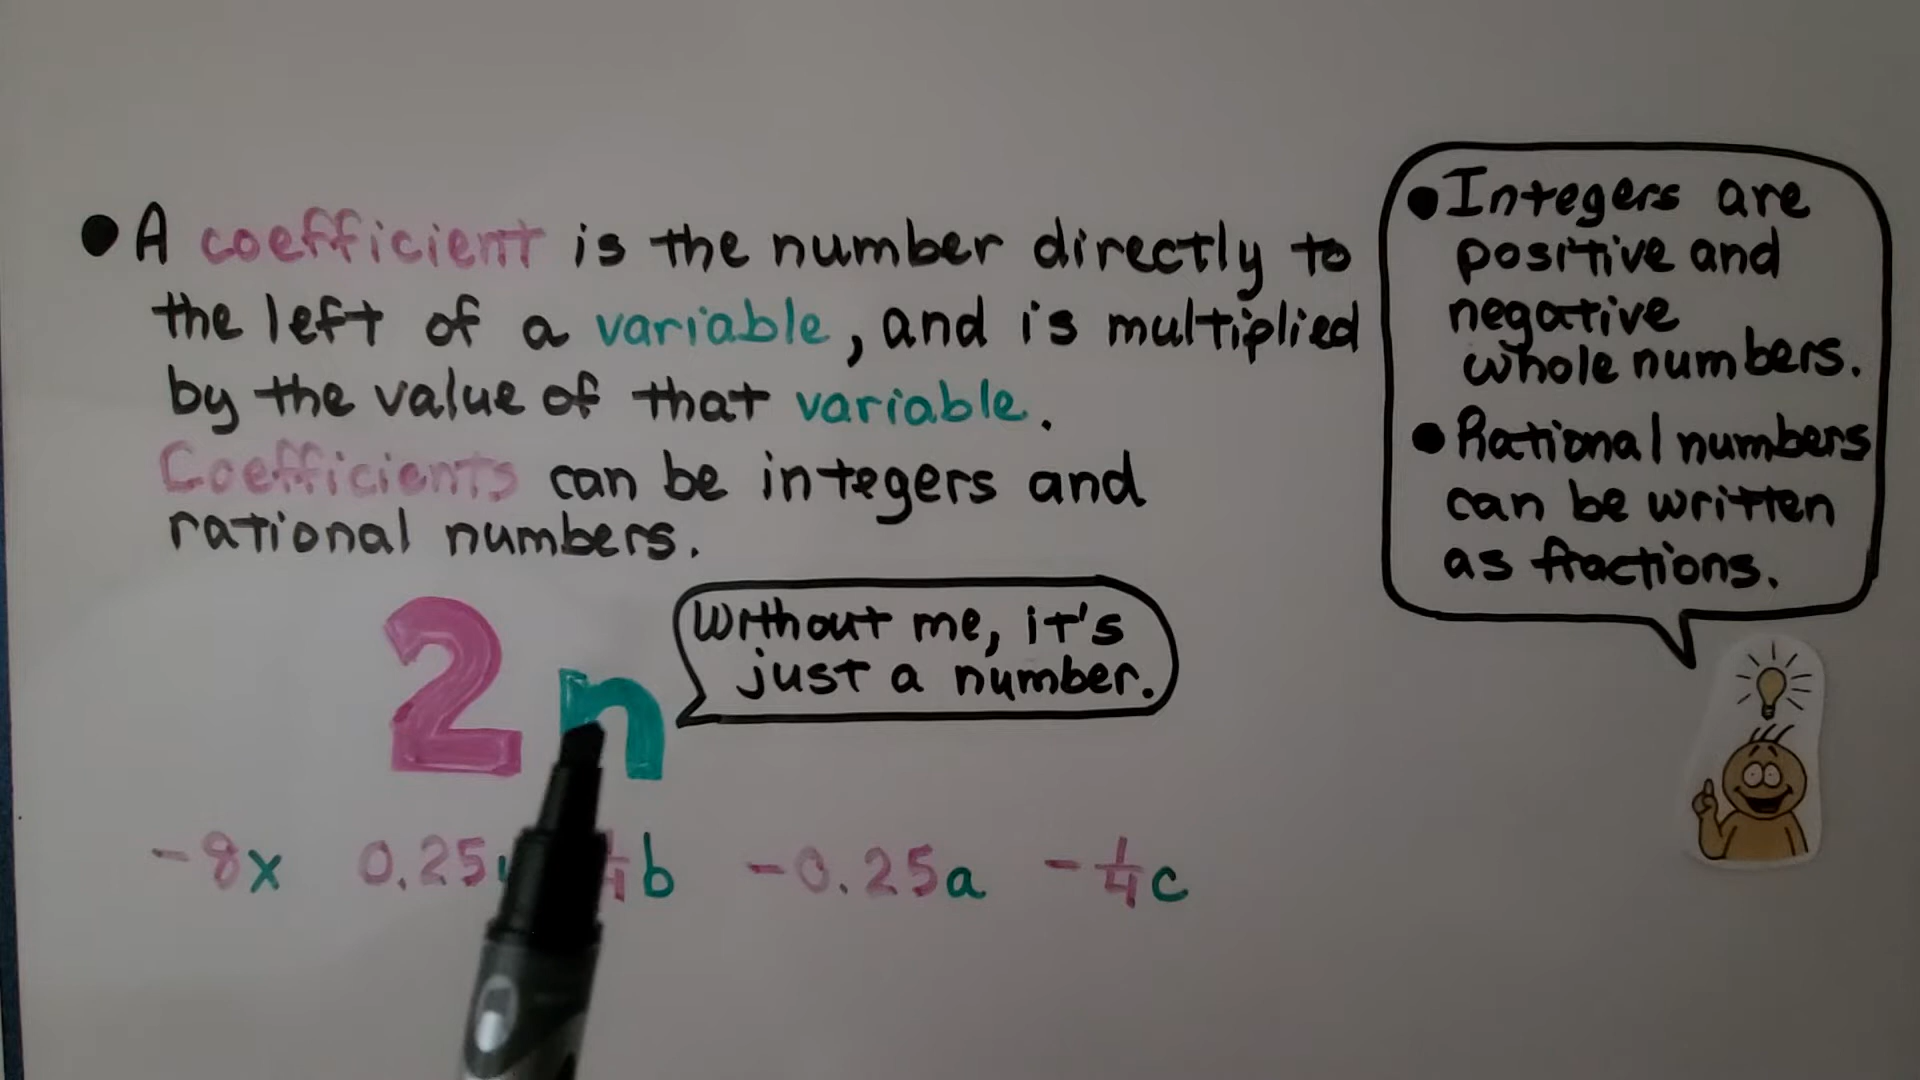 • A coefficient is the number directly to
the left of a variable, and is multiplied
by the value of that variable.
Coefficients can be integers and
rational numbers.
• Integers are
positive and
negative
whole numbers.
• Rational numbers
can be written
as fractions.
2n
Without me, it's
just a number.
-8x 0.25 b -0.25a -1/4c